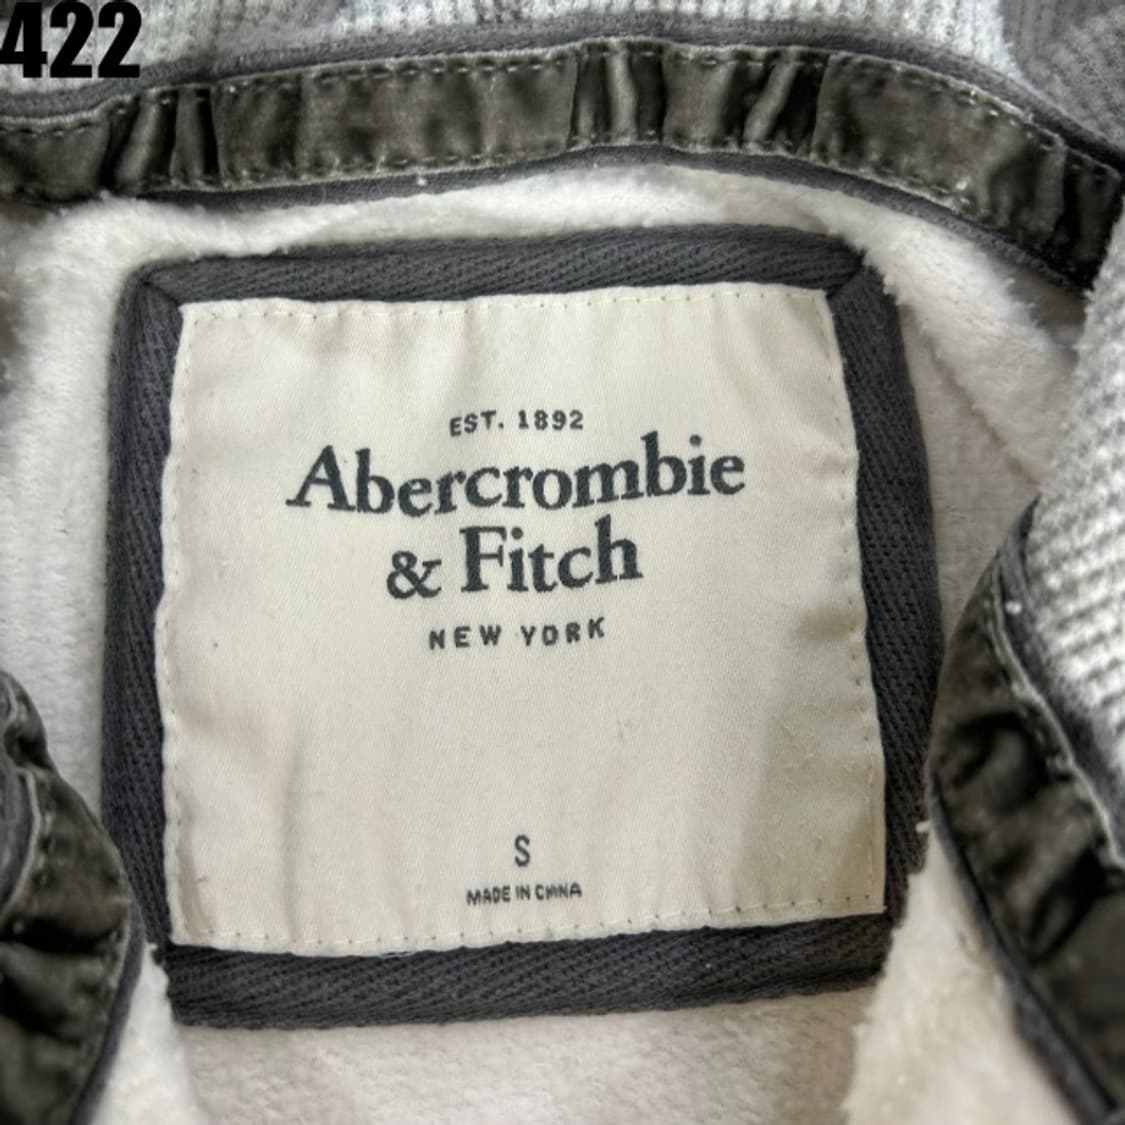 422
EST. 1892
Abercrombie
& Fitch
NEW YORK
S
MADE IN CHINA